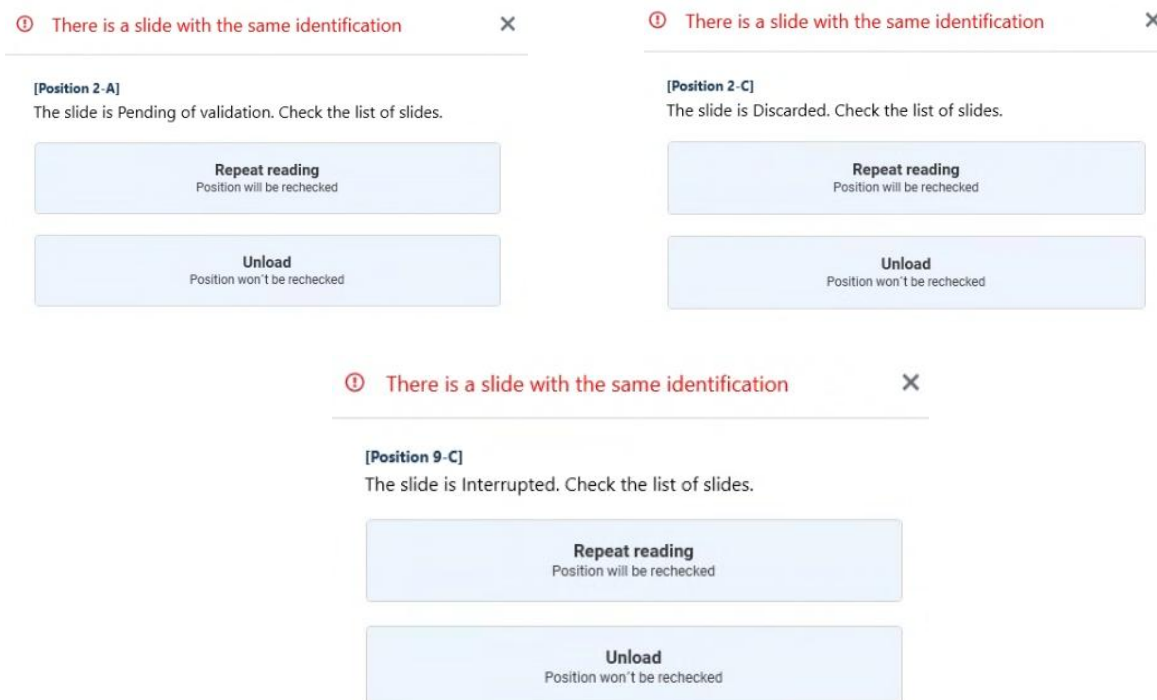 There is a slide with the same identification
[Position 2-A]
The slide is Pending of validation. Check the list of slides.
Repeat reading
Position will be rechecked
Unload
Position won't be rechecked
There is a slide with the same identification
[Position 2-C]
The slide is Discarded. Check the list of slides.
Repeat reading
Position will be rechecked
Unload
Position won't be rechecked
There is a slide with the same identification
[Position 9-C]
The slide is Interrupted. Check the list of slides.
Repeat reading
Position will be rechecked
Unload
Position won't be rechecked